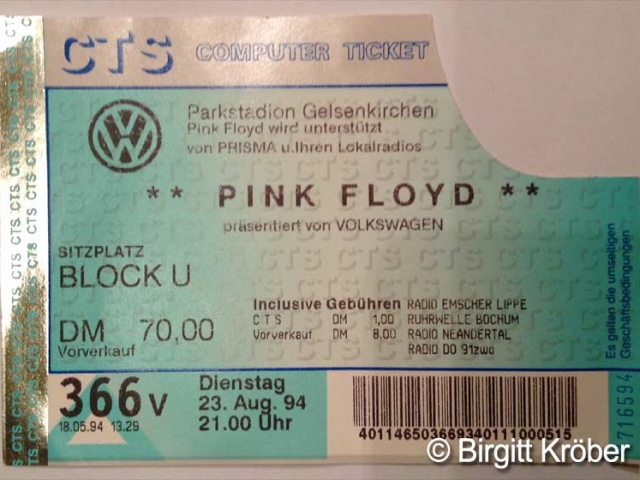 CTS COMPUTER TICKET
Parkstadion Gelsenkirchen
Pink Floyd wird unterstützt
von PRISMA u.Ihren Lokalradios
** PINK FLOYD **
präsentiert von VOLKSWAGEN
SITZPLATZ
BLOCK U
DM 70,00
Vorverkauf
Inclusive Gebühren RADIO EMSCHER LIPPE
CTS DM 1,00 RUHRWELLE BOCHUM
Vorverkauf DM 8.00 RADIO NEANDERTAL
RADIO DO 91zwo
366 V
18.05.94 13.29
Dienstag
23. Aug. 94
21.00 Uhr
401146503669340111000515
Es gelten die umseitigen
Geschäftsbedingungen
716594
© Birgitt Kröber